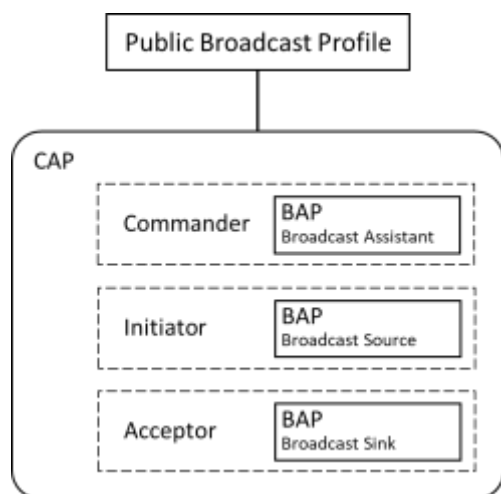 Public Broadcast Profile
CAP
Commander
BAP
Broadcast Assistant
Initiator
BAP
Broadcast Source
Acceptor
BAP
Broadcast Sink